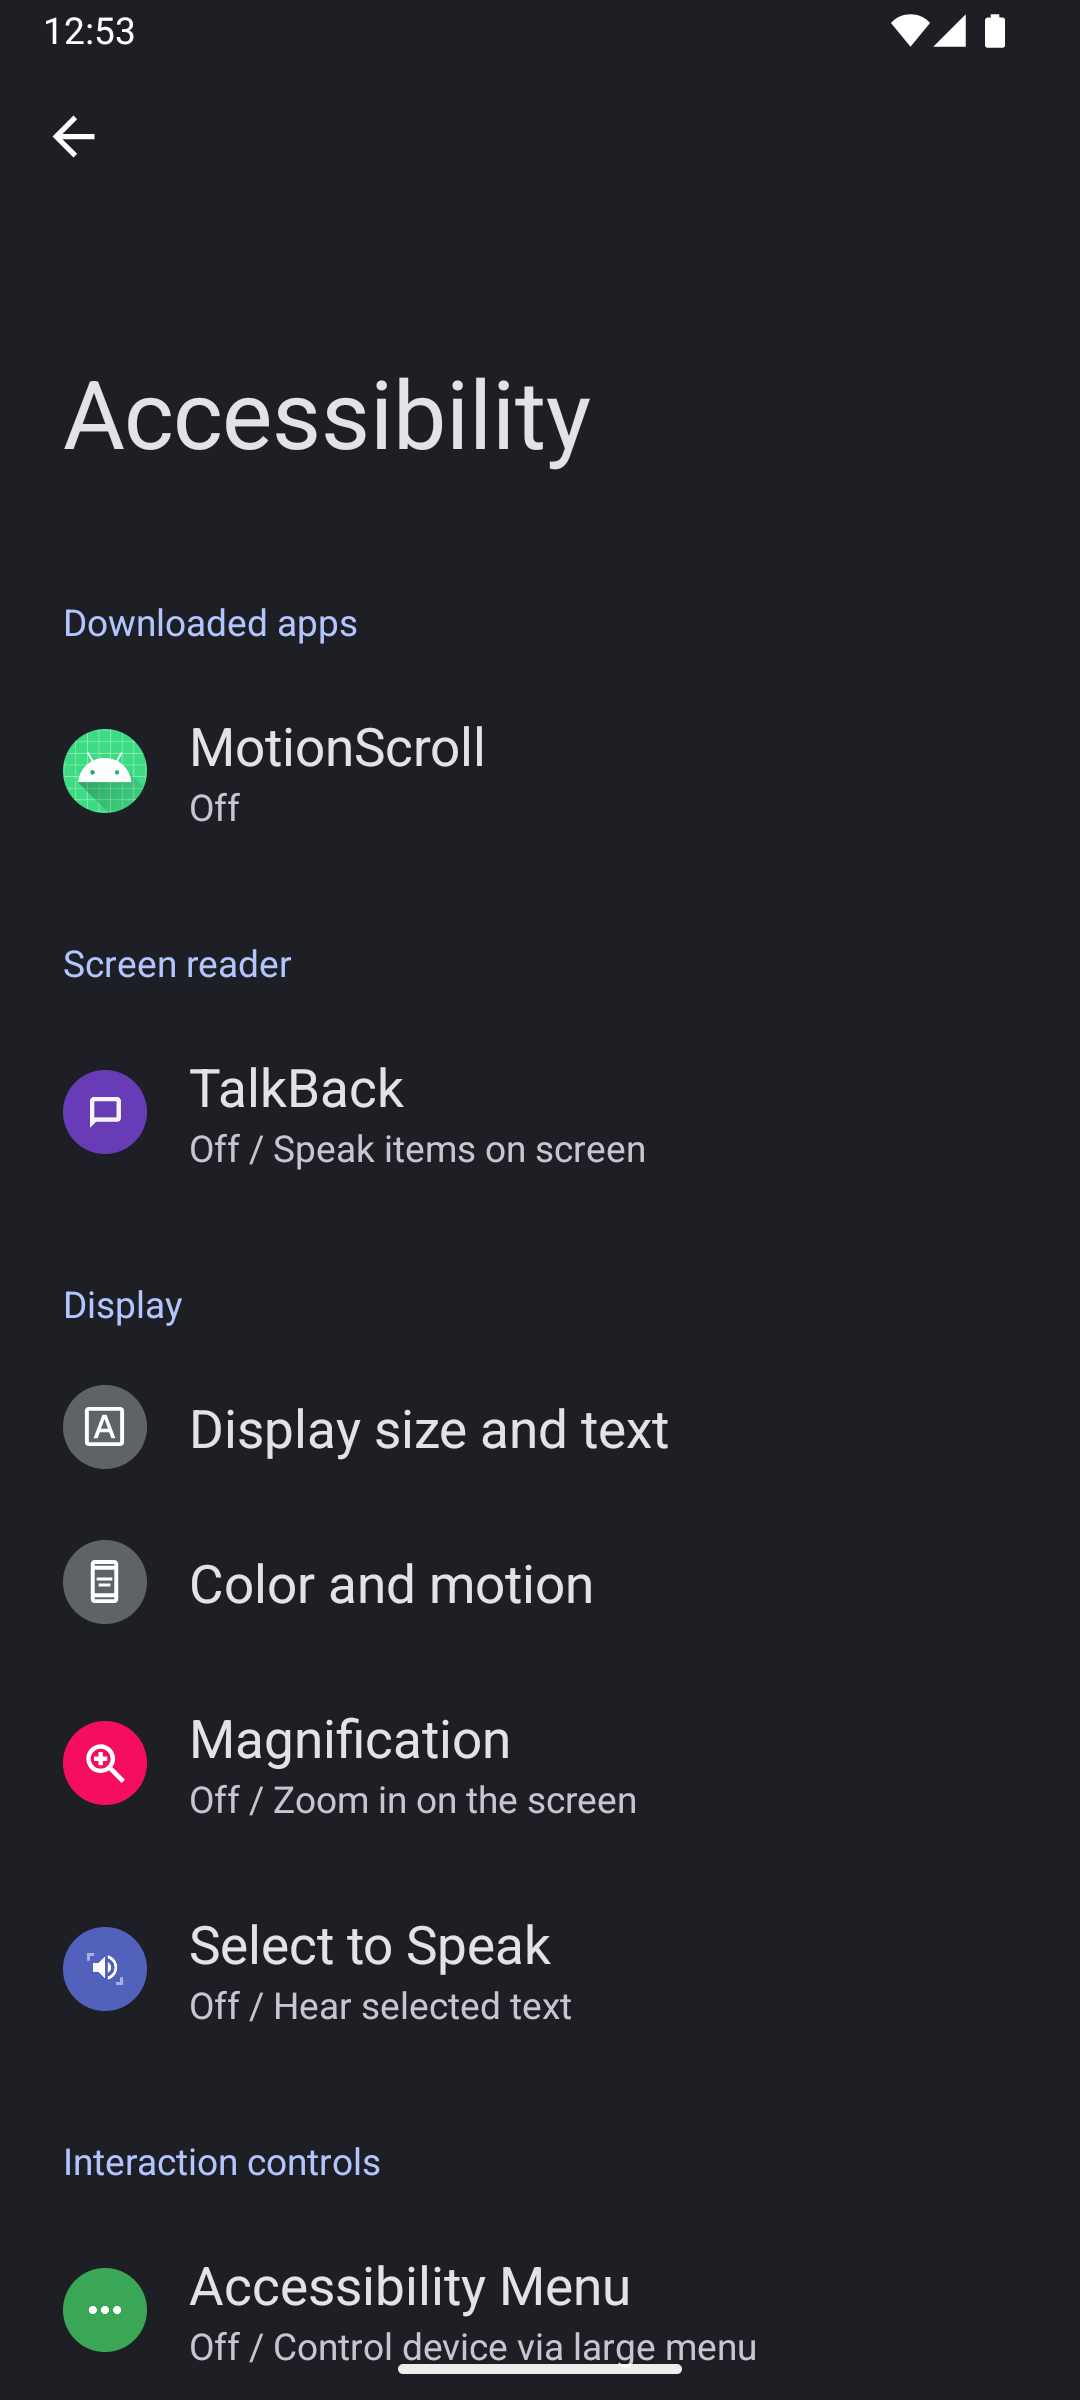 12:53
Accessibility
Downloaded apps
MotionScroll
Off
Screen reader
TalkBack
Off / Speak items on screen
Display
Display size and text
Color and motion
Magnification
Off / Zoom in on the screen
Select to Speak
Off / Hear selected text
Interaction controls
Accessibility Menu
Off / Control device via large menu